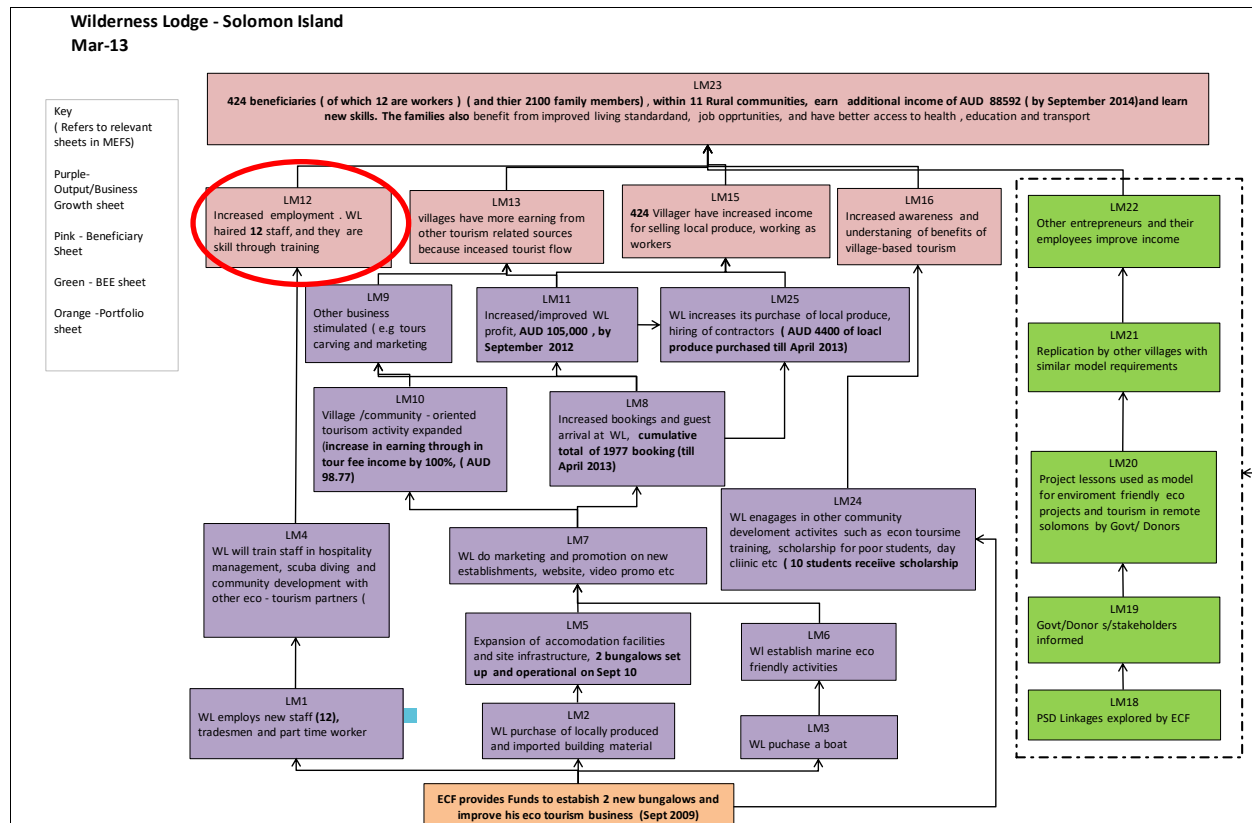 Wilderness Lodge - Solomon Island
Mar-13
Key
( Refers to relevant
sheets in MEFS)
Purple-
Output/Business
Growth sheet
Pink - Beneficiary
Sheet
Green - BEE sheet
Orange -Portfolio
sheet
LM23
424 beneficiaries ( of which 12 are workers ) ( and thier 2100 family members) , within 11 Rural communities, earn additional income of AUD 88592 ( by September 2014)and learn
new skills. The families also benefit from improved living standardand, job opprtunities, and have better access to health , education and transport
LM12
Increased employment . WL
haired 12 staff, and they are
skill through training
LM13
villages have more earning from
other tourism related sources
because inceased tourist flow
LM15
424 Villager have increased income
for selling local produce, working as
workers
LM16
Increased awareness and
understaning of benefits of
village-based tourism
LM22
Other entrepreneurs and their
employees improve income
LM9
Other business
stimulated ( e.g tours
carving and marketing
LM11
Increased/improved WL
profit, AUD 105,000 , by
September 2012
LM25
WL increases its purchase of local produce,
hiring of contractors ( AUD 4400 of loacl
produce purchased till April 2013)
LM21
Replication by other villages with
similar model requirements
LM10
Village /community - oriented
tourisom activity expanded
(increase in earning through in
tour fee income by 100%, ( AUD
98.77)
LM8
Increased bookings and guest
arrival at WL, cumulative
total of 1977 booking (till
April 2013)
LM20
Project lessons used as model
for enviroment friendly eco
projects and tourism in remote
solomons by Govt/ Donors
LM24
WL enagages in other community
develoment activites such as econ toursime
training, scholarship for poor students, day
cliinic etc ( 10 students receiive scholarship
LM4
WL will train staff in hospitality
management, scuba diving and
community development with
other eco - tourism partners (
LM7
WL do marketing and promotion on new
establishments, website, video promo etc
LM19
Govt/Donor s/stakeholders
informed
LM5
Expansion of accomodation facilities
and site infrastructure, 2 bungalows set
up and operational on Sept 10
LM6
Wl establish marine eco
friendly activities
LM18
PSD Linkages explored by ECF
LM1
WL employs new staff (12),
tradesmen and part time worker
LM2
WL purchase of locally produced
and imported building material
LM3
WL puchase a boat
ECF provides Funds to estabish 2 new bungalows and
improve his eco tourism business (Sept 2009)